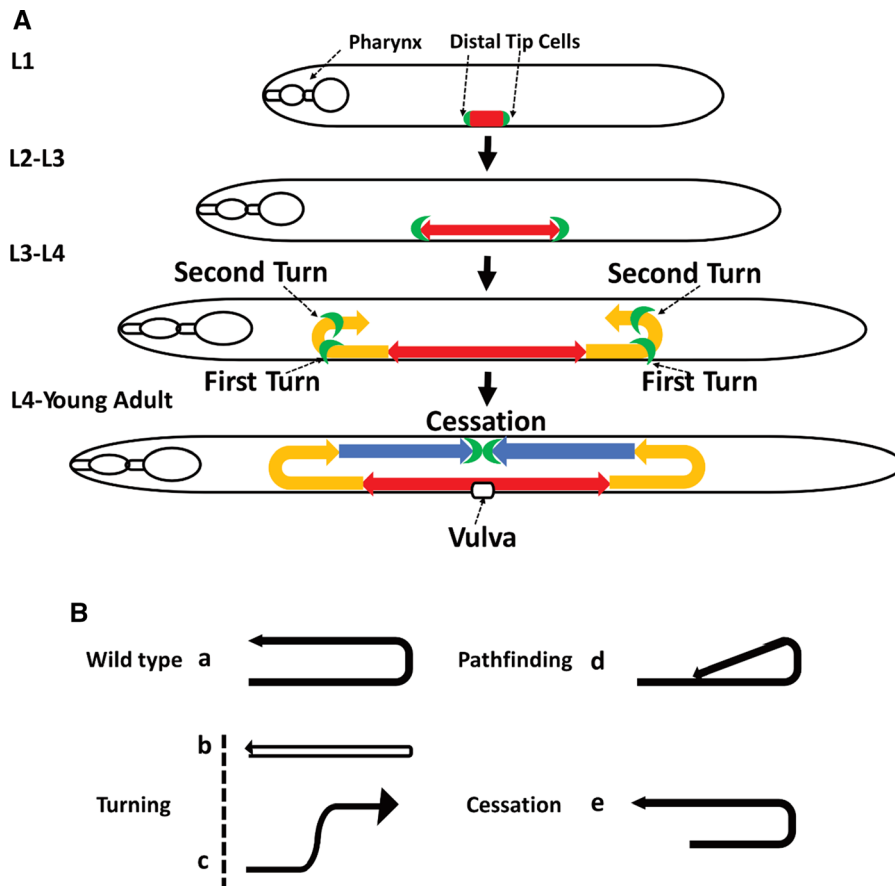 A
Pharynx Distal Tip Cells
L1
L2-L3
L3-L4
Second Turn Second Turn
First Turn First Turn
L4-Young Adult
Cessation
Vulva
B
Wild type a
Pathfinding d
b
Turning
c
Cessation e